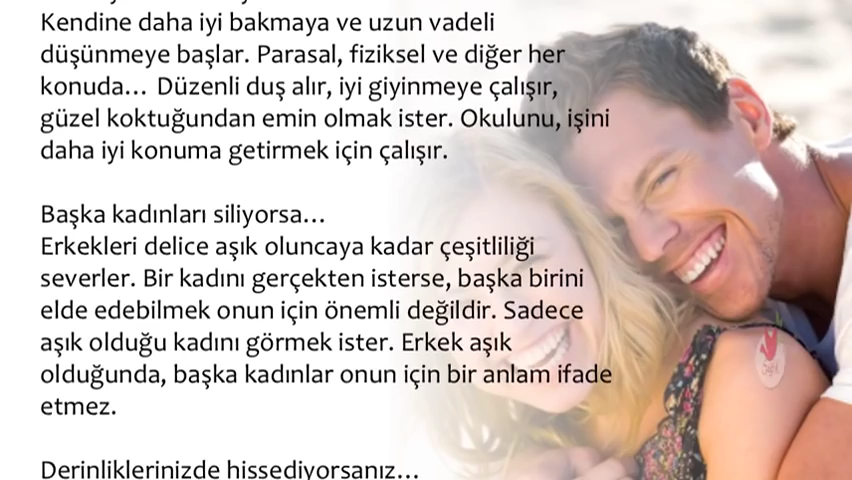 Kendine daha iyi bakmaya ve uzun vadeli
düşünmeye başlar. Parasal, fiziksel ve diğer her
konuda... Düzenli duş alır, iyi giyinmeye çalışır,
güzel koktuğundan emin olmak ister. Okulunu, işini
daha iyi konuma getirmek için çalışır.
Başka kadınları siliyorsa...
Erkekleri delice aşık oluncaya kadar çeşitliliği
severler. Bir kadını gerçekten isterse, başka birini
elde edebilmek onun için önemli değildir. Sadece
aşık olduğu kadını görmek ister. Erkek aşık
olduğunda, başka kadınlar onun için bir anlam ifade
etmez.
Derinliklerinizde hissediyorsanız...